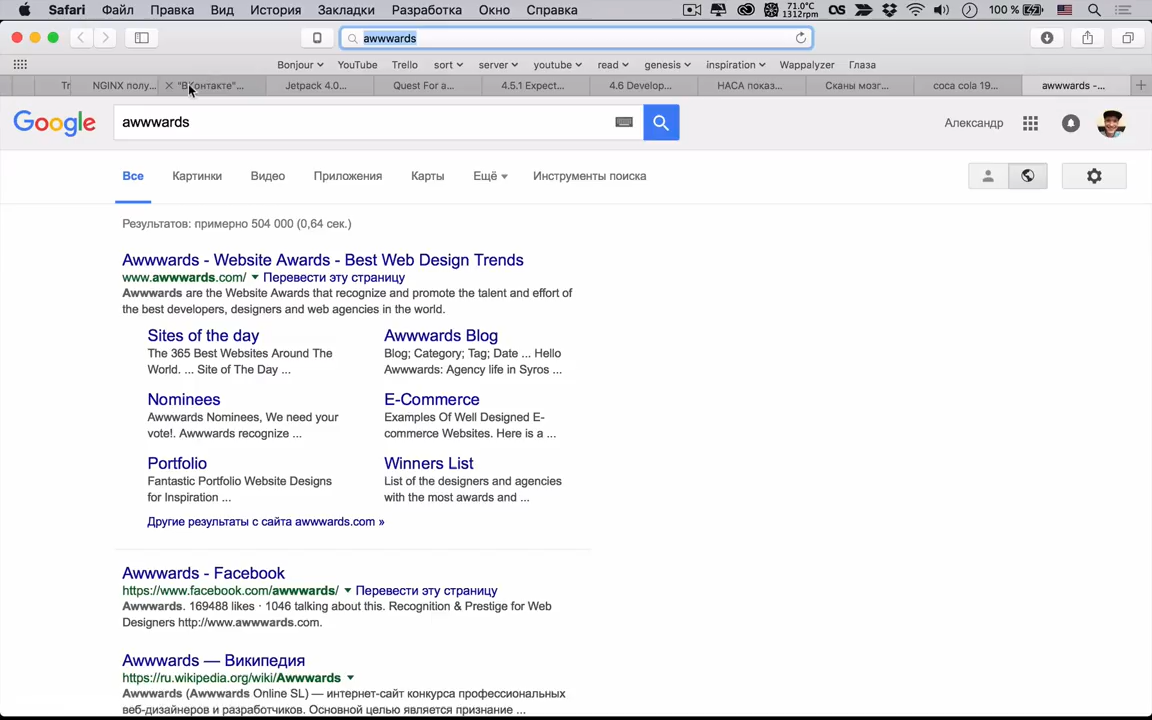 Safari Файл Правка Вид История Закладки Разработка Окно Справка 71.0°C 1312rpm 100 %
awwwards
Bonjour YouTube Trello sort server youtube read genesis inspiration Wappalyzer Глаза
NGINX полу... "ВКонтакте"... Jetpack 4.0... Quest For a... 4.5.1 Expect... 4.6 Develop... НАСА показ... Сканы мозг... coca cola 19... awwwards -...
Google awwwards Александр
Все Картинки Видео Приложения Карты Ещё Инструменты поиска
Результатов: примерно 504 000 (0,64 сек.)
Awwwards - Website Awards - Best Web Design Trends
www.awwwards.com/ Перевести эту страницу
Awwwards are the Website Awards that recognize and promote the talent and effort of
the best developers, designers and web agencies in the world.
Sites of the day
The 365 Best Websites Around The
World. ... Site of The Day ...
Awwwards Blog
Blog; Category; Tag; Date ... Hello
Awwwards: Agency life in Syros ...
Nominees
Awwwards Nominees, We need your
vote!. Awwwards recognize ...
E-Commerce
Examples Of Well Designed E-
commerce Websites. Here is a ...
Portfolio
Fantastic Portfolio Website Designs
for Inspiration ...
Winners List
List of the designers and agencies
with the most awards and ...
Другие результаты с сайта awwwards.com »
Awwwards - Facebook
https://www.facebook.com/awwwards/ Перевести эту страницу
Awwwards. 169488 likes · 1046 talking about this. Recognition & Prestige for Web
Designers http://www.awwwards.com.
Awwwards — Википедия
https://ru.wikipedia.org/wiki/Awwwards
Awwwards (Awwwards Online SL) — интернет-сайт конкурса профессиональных
веб-дизайнеров и разработчиков. Основной целью является признание ...